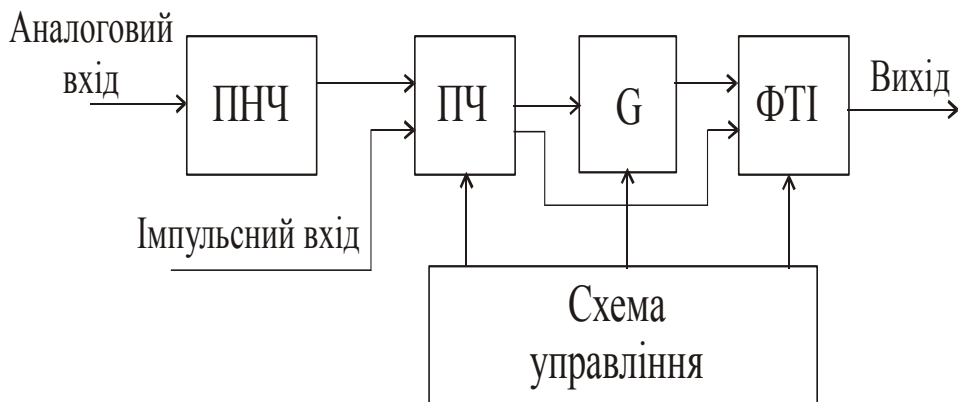 Аналоговий
вхід
ПНЧ
ПЧ
G
ФТІ
Вихід
Імпульсний вхід
Схема
управління